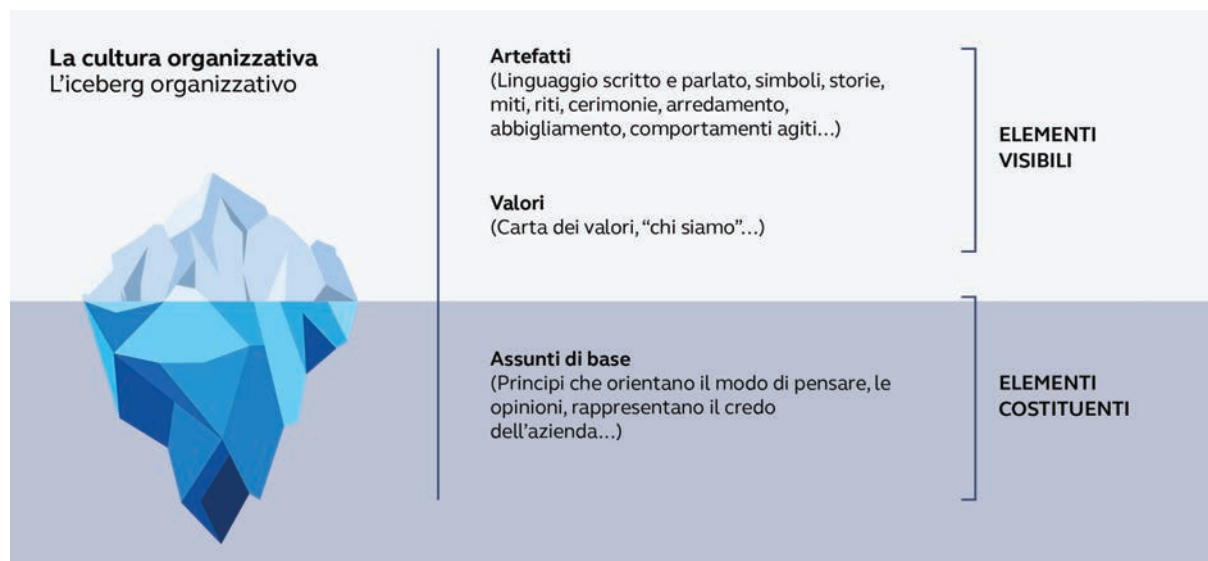 La cultura organizzativa
L'iceberg organizzativo
Artefatti
(Linguaggio scritto e parlato, simboli, storie,
miti, riti, cerimonie, arredamento,
abbigliamento, comportamenti agiti…)
Valori
(Carta dei valori, “chi siamo”…)
ELEMENTI
VISIBILI
Assunti di base
(Principi che orientano il modo di pensare, le
opinioni, rappresentano il credo
dell'azienda…)
ELEMENTI
COSTITUENTI